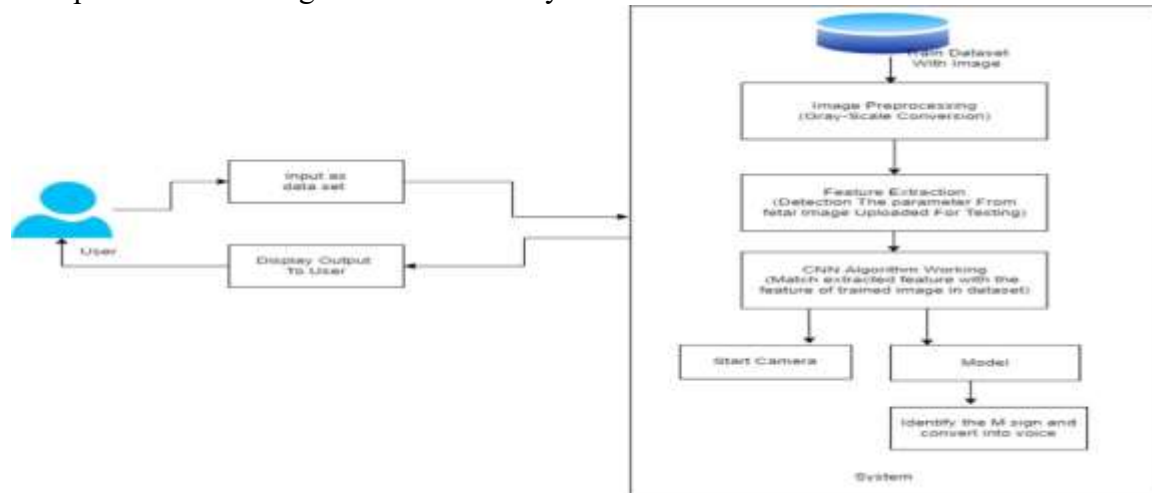 Train Dataset
With Image
Image Preprocessing
(Gray-Scale Conversion)
Input as
data set
Feature Extraction
(Detection The parameter From
fetal Image Uploaded For Testing)
User
Display Output
To User
CNN Algorithm Working
(Match extracted feature with the
feature of trained image in dataset)
Start Camera
Model
Identify the M sign and
convert into voice
System